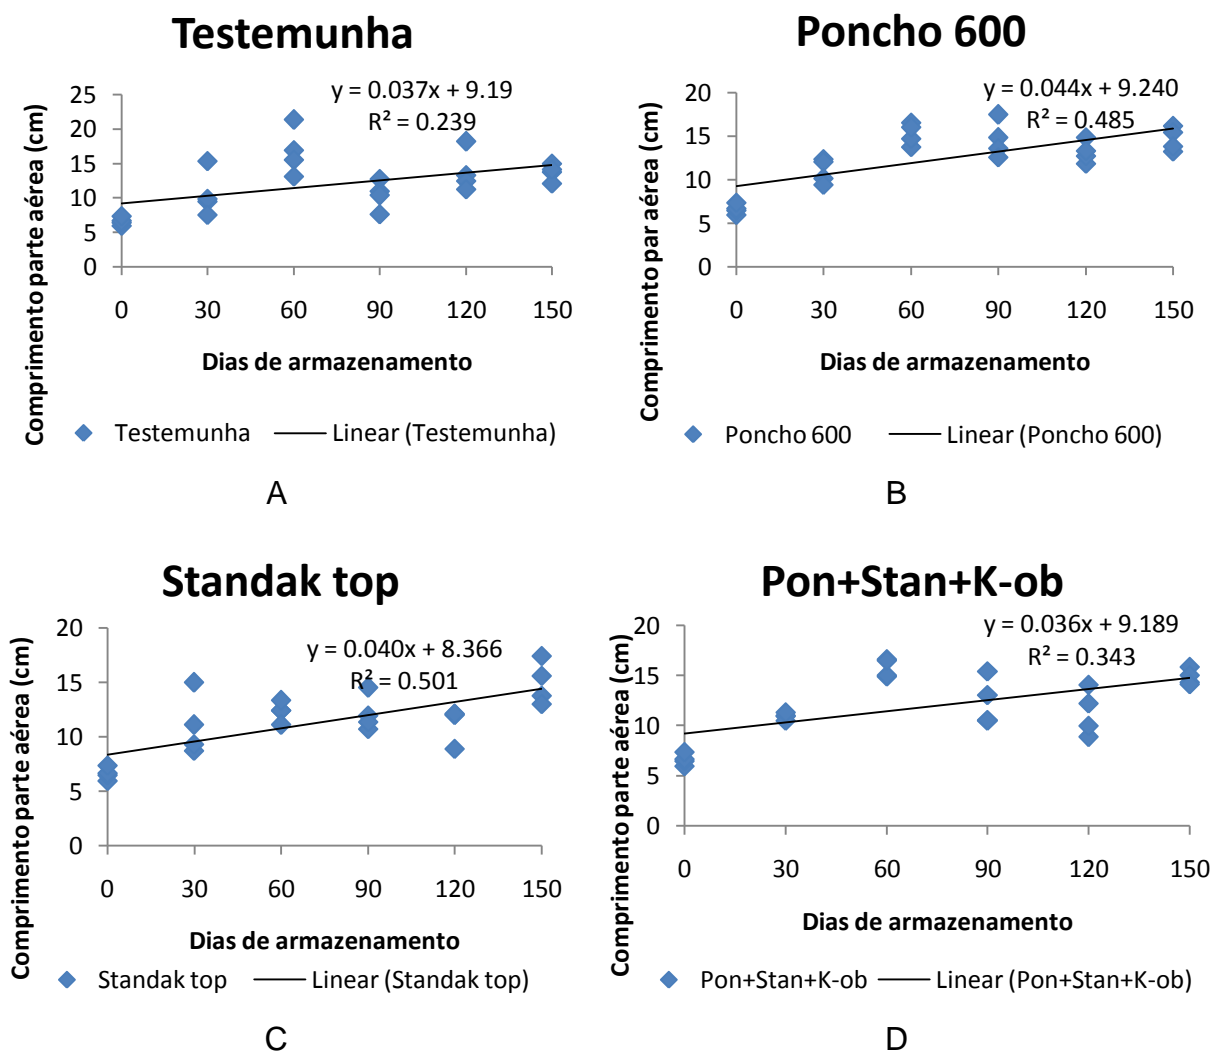 Testemunha
y = 0.037x + 9.19
R² = 0.239
Comprimento parte aérea (cm)
25
20
15
10
5
0
0 30 60 90 120 150
Dias de armazenamento
Testemunha Linear (Testemunha)
A
Poncho 600
y = 0.044x + 9.240
R² = 0.485
Comprimento par aérea (cm)
20
15
10
5
0
0 30 60 90 120 150
Dias de armazenamento
Poncho 600 Linear (Poncho 600)
B
Standak top
y = 0.040x + 8.366
R² = 0.501
Comprimento parte aérea (cm)
20
15
10
5
0
0 30 60 90 120 150
Dias de armazenamento
Standak top Linear (Standak top)
C
Pon+Stan+K-ob
y = 0.036x + 9.189
R² = 0.343
Comprimento parte aérea (cm)
20
15
10
5
0
0 30 60 90 120 150
Dias de armazenamento
Pon+Stan+K-ob Linear (Pon+Stan+K-ob)
D